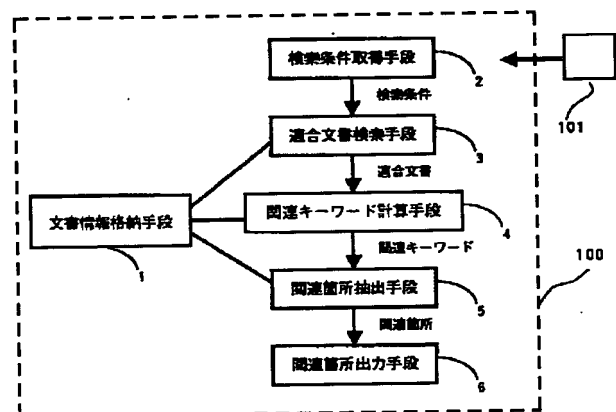 検索条件取得手段
2
101
検索条件
適合文書検索手段
3
適合文書
文書情報格納手段
1
関連キーワード計算手段
4
関連キーワード
関連箇所抽出手段
5
100
関連箇所
関連箇所出力手段
6